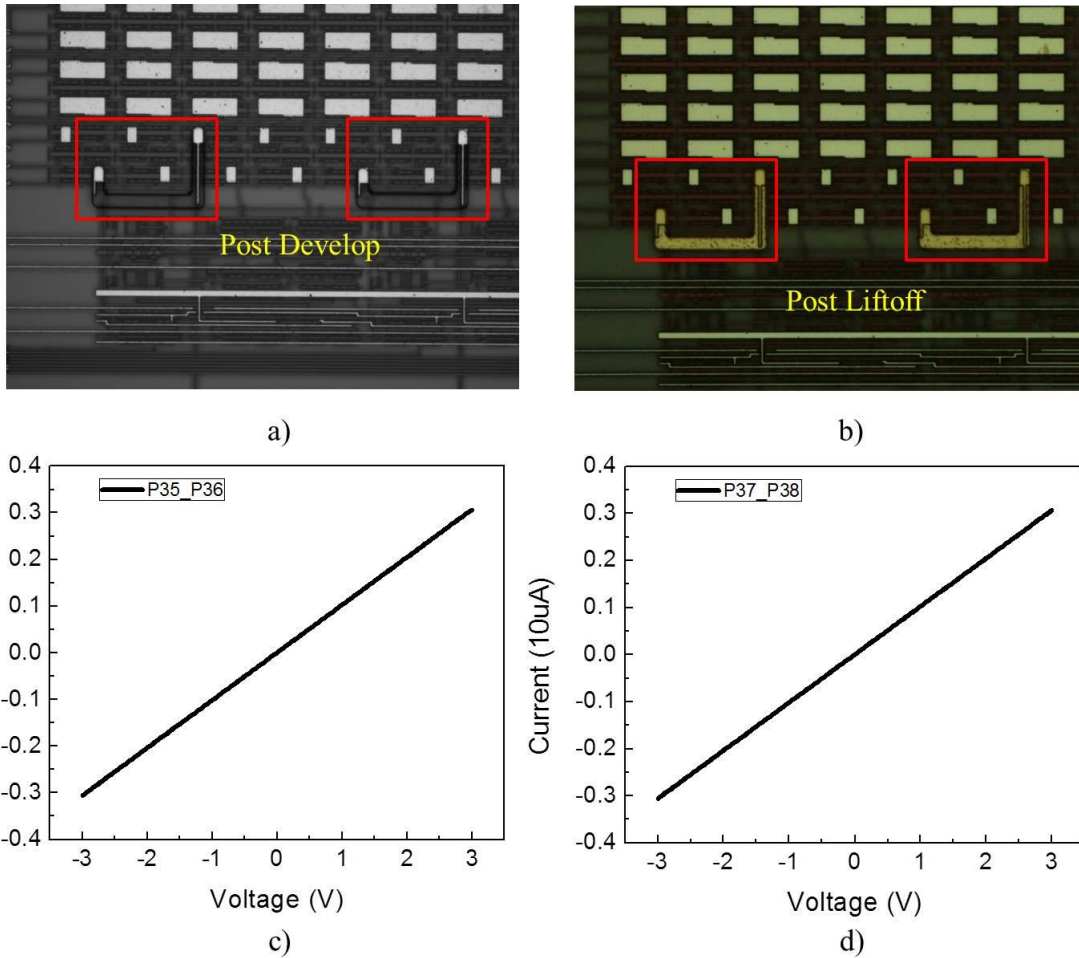 Post Develop
Post Liftoff
a)
b)
0.4
0.3
0.2
0.1
0.0
-0.1
-0.2
-0.3
-0.4
P35_P36
-3 -2 -1 0 1 2 3
Voltage (V)
c)
Current (10uA)
0.4
0.3
0.2
0.1
0.0
-0.1
-0.2
-0.3
-0.4
P37_P38
-3 -2 -1 0 1 2 3
Voltage (V)
d)